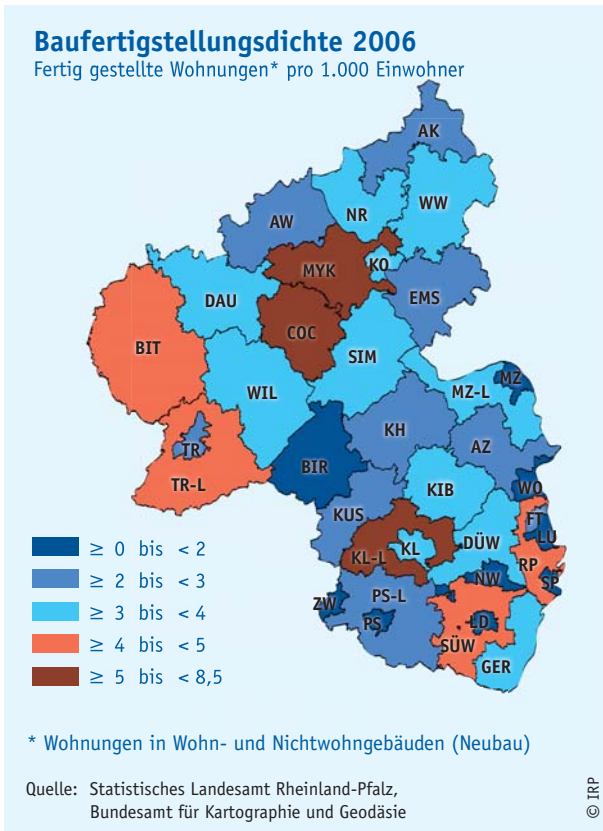 Baufertigstellungsdichte 2006
Fertig gestellte Wohnungen* pro 1.000 Einwohner
AK
WW
NR
AW
KO
MYK
EMS
DAU
COC
BIT
SIM
WIL
MZ
MZ-L
KH
AZ
TR
BIR
TR-L
KIB
WO
KUS
FT
LU
DÜW
KL
KL-L
RP
NW
SP
PS-L
ZW
PS
LD
SÜW
GER
≥ 0 bis < 2
≥ 2 bis < 3
≥ 3 bis < 4
≥ 4 bis < 5
≥ 5 bis < 8,5
* Wohnungen in Wohn- und Nichtwohngebäuden (Neubau)
Quelle: Statistisches Landesamt Rheinland-Pfalz,
Bundesamt für Kartographie und Geodäsie
© IRP